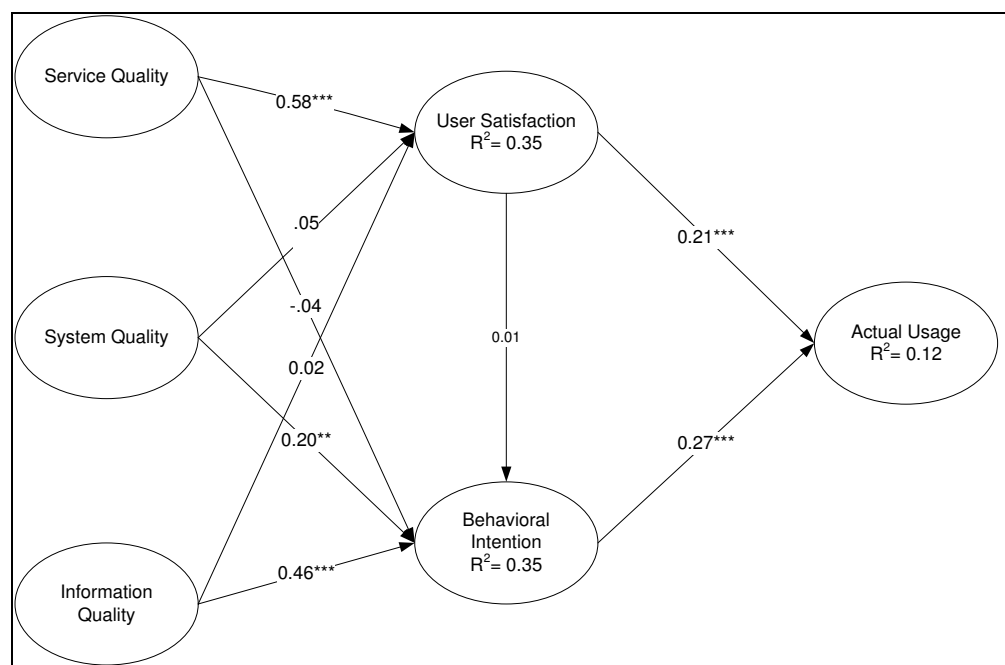 Service Quality
0.58***
User Satisfaction
R²= 0.35
.05
0.21***
System Quality
-.04
0.01
Actual Usage
R²= 0.12
0.02
0.20**
0.27***
Behavioral
Intention
R²= 0.35
0.46***
Information
Quality